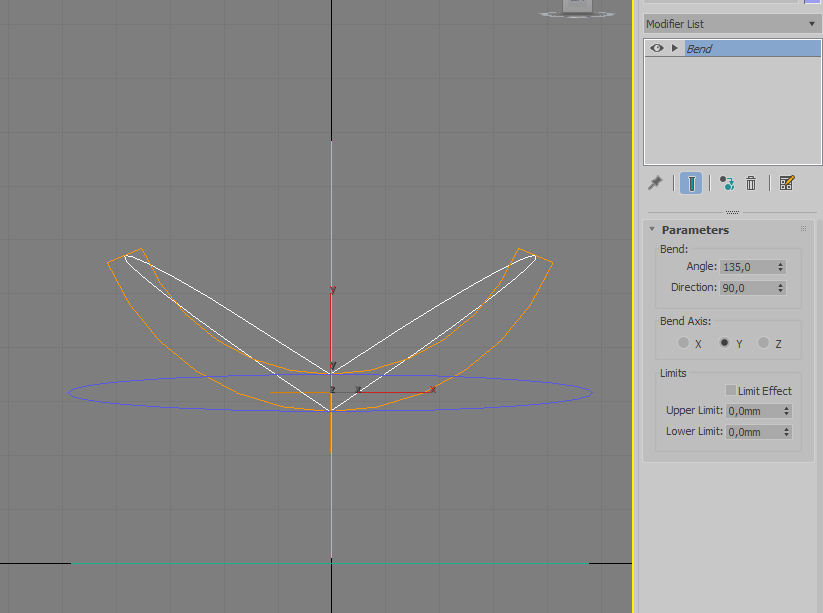 Modifier List
Bend
Parameters
Bend:
Angle: 135,0
Direction: 90,0
Bend Axis:
X Y Z
Limits
Limit Effect
Upper Limit: 0,0mm
Lower Limit: 0,0mm
y
y
z z x